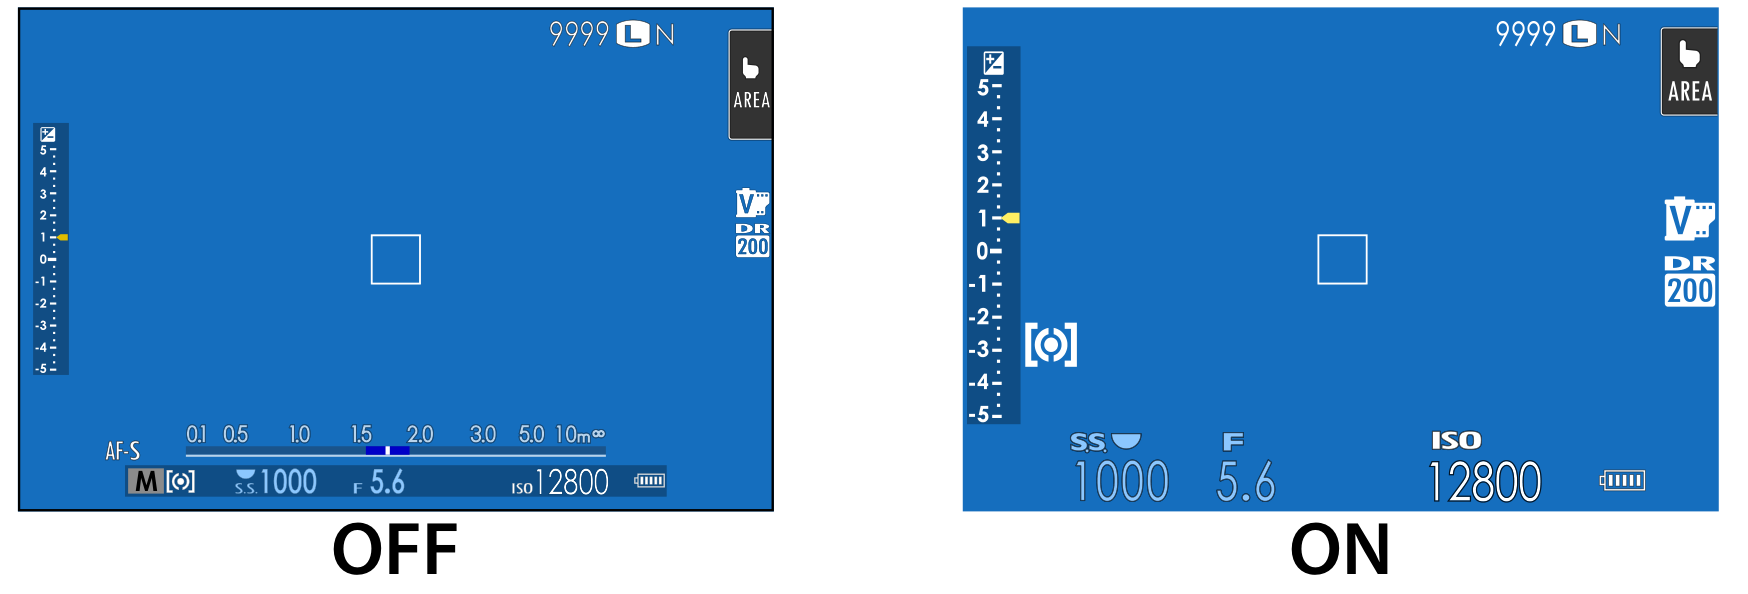 9999 L N
AREA
5
4
3
2
1
0
-1
-2
-3
-4
-5
V
DR
200
0.1 0.5 1.0 1.5 2.0 3.0 5.0 10m∞
AF-S
M S.S. 1000 F 5.6 ISO 12800
OFF
9999 L N
AREA
5
4
3
2
1
0
-1
-2
-3
-4
-5
V
DR
200
S.S. F ISO
1000 5.6 12800
ON